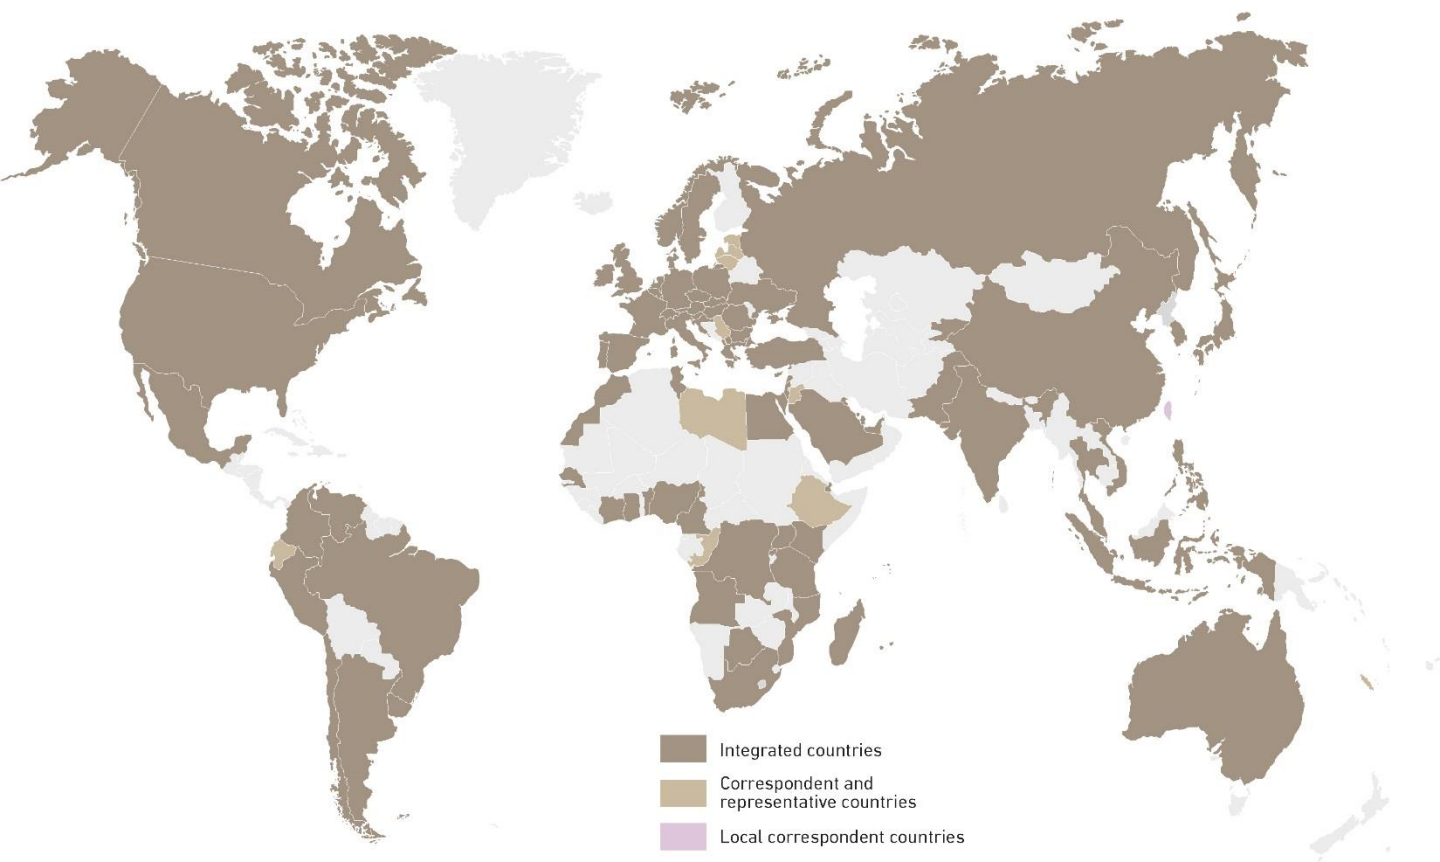 Integrated countries
Correspondent and
representative countries
Local correspondent countries